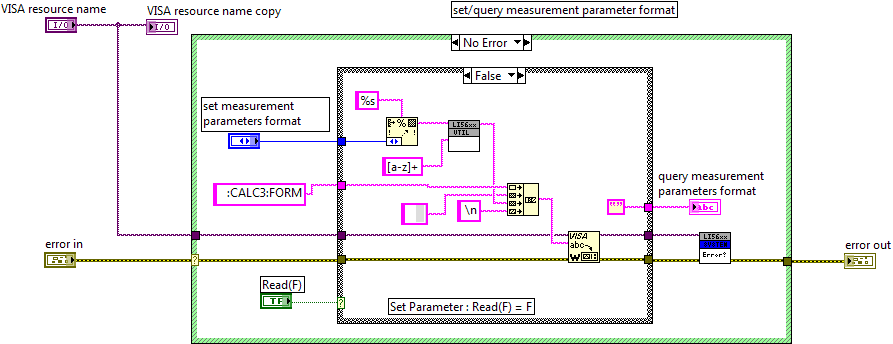 set/query measurement parameter format
VISA resource name
VISA resource name copy
I/O
I/O
No Error
False
%s
set measurement
parameters format
LI56xx
UTIL
[a-z]+
:CALC3:FORM
\n
query measurement
parameters format
""
abc
VISA
abc
W
LI56xx
Error?
error in
error out
?
Read(F)
TF
?
Set Parameter : Read(F) = F